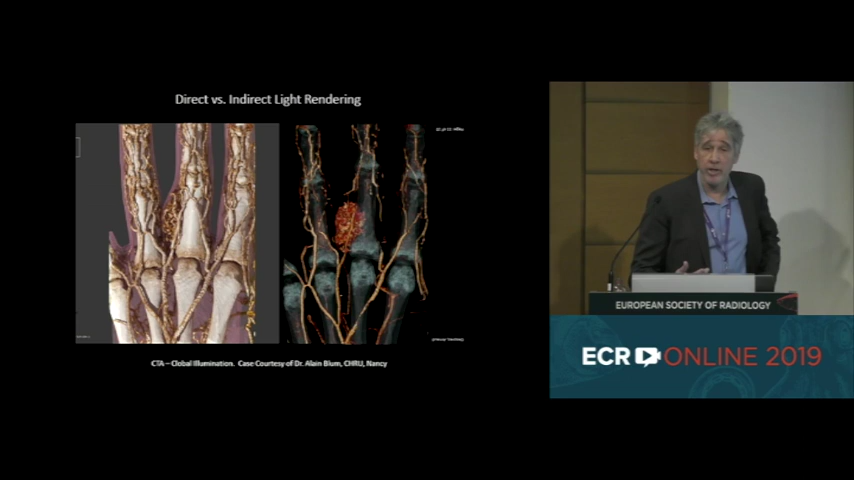 Direct vs. Indirect Light Rendering
CTA – Global Illumination. Case Courtesy of Dr. Alain Blum, CHRU, Nancy
EUROPEAN SOCIETY OF RADIOLOGY
ECR ONLINE 2019